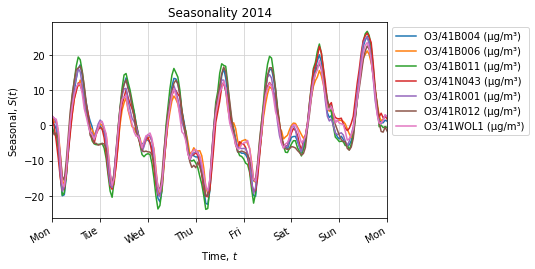 Seasonality 2014
Seasonal, S(t)
20
10
0
−10
−20
Mon
Tue
Wed
Thu
Fri
Sat
Sun
Mon
Time, t
O3/41B004 (µg/m³)
O3/41B006 (µg/m³)
O3/41B011 (µg/m³)
O3/41N043 (µg/m³)
O3/41R001 (µg/m³)
O3/41R012 (µg/m³)
O3/41WOL1 (µg/m³)